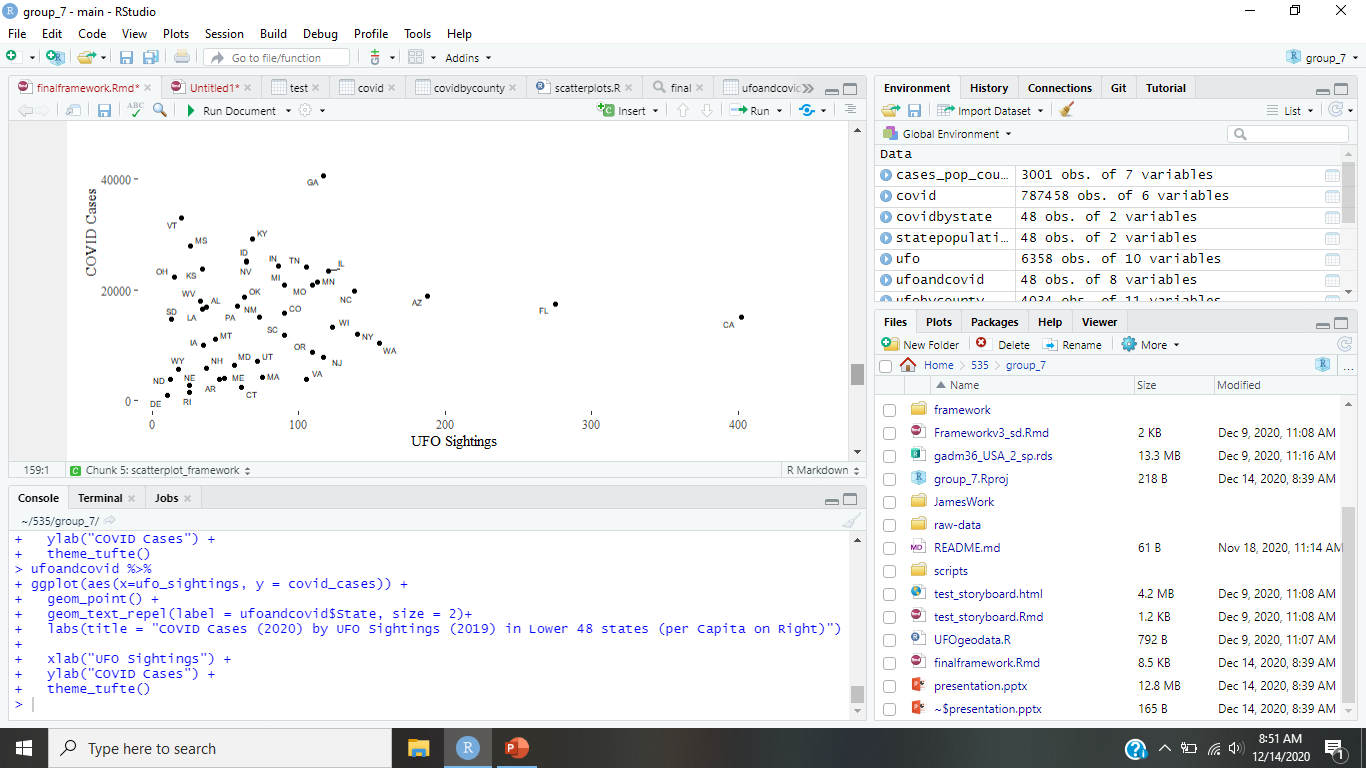 group_7 - main - RStudio
File Edit Code View Plots Session Build Debug Profile Tools Help
Go to file/function Addins group_7
finalframework.Rmd* Untitled1* test covid covidbycounty scatterplots.R final ufoandcovic
ABC Run Document Insert Run
COVID Cases
40000
20000
0
GA
VT
MS KY
ID IN TN IL
OH KS NV MI MN
WV AL OK MO NC AZ
SD LA PA NM CO FL
SC WI CA
IA MT OR NY WA
WY NH MD UT NJ
ND NE AR ME MA VA
DE RI CT
0 100 200 300 400
UFO Sightings
159:1 Chunk 5: scatterplot_framework R Markdown
Console Terminal Jobs
~/535/group_7/
+ ylab("COVID Cases") +
+ theme_tufte()
> ufoandcovid %>%
+ ggplot(aes(x=ufo_sightings, y = covid_cases)) +
+ geom_point() +
+ geom_text_repel(label = ufoandcovid$State, size = 2)+
+ labs(title = "COVID Cases (2020) by UFO Sightings (2019) in Lower 48 states (per Capita on Right)")
+
+ xlab("UFO Sightings") +
+ ylab("COVID Cases") +
+ theme_tufte()
>
Environment History Connections Git Tutorial
Import Dataset List
Global Environment
Data
cases_pop_cou… 3001 obs. of 7 variables
covid 787458 obs. of 6 variables
covidbystate 48 obs. of 2 variables
statepopulati… 48 obs. of 2 variables
ufo 6358 obs. of 10 variables
ufoandcovid 48 obs. of 8 variables
ufobycounty 4034 obs. of 11 variables
Files Plots Packages Help Viewer
New Folder Delete Rename More
Home 535 group_7 R ...
Name Size Modified
framework
Frameworkv3_sd.Rmd 2 KB Dec 9, 2020, 11:08 AM
gadm36_USA_2_sp.rds 13.3 MB Dec 9, 2020, 11:16 AM
group_7.Rproj 218 B Dec 14, 2020, 8:39 AM
JamesWork
raw-data
README.md 61 B Nov 18, 2020, 11:14 AM
scripts
test_storyboard.html 4.2 MB Dec 9, 2020, 11:08 AM
test_storyboard.Rmd 1.2 KB Dec 9, 2020, 11:08 AM
UFOgeodata.R 792 B Dec 9, 2020, 11:07 AM
finalframework.Rmd 8.5 KB Dec 14, 2020, 8:39 AM
presentation.pptx 12.8 MB Dec 14, 2020, 8:39 AM
~$presentation.pptx 165 B Dec 14, 2020, 8:39 AM
Type here to search
8:51 AM
12/14/2020
1